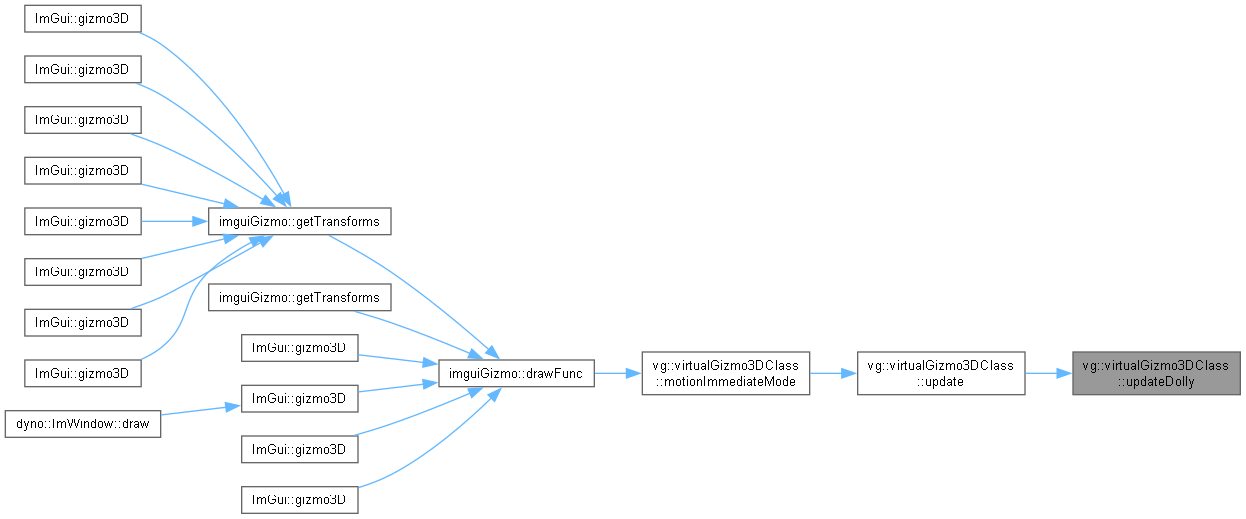 ImGui::gizmo3D
ImGui::gizmo3D
ImGui::gizmo3D
ImGui::gizmo3D
ImGui::gizmo3D
ImGui::gizmo3D
ImGui::gizmo3D
ImGui::gizmo3D
dyno::ImWindow::draw
imguiGizmo::getTransforms
imguiGizmo::getTransforms
ImGui::gizmo3D
ImGui::gizmo3D
ImGui::gizmo3D
ImGui::gizmo3D
imguiGizmo::drawFunc
vg::virtualGizmo3DClass
::motionImmediateMode
vg::virtualGizmo3DClass
::update
vg::virtualGizmo3DClass
::updateDolly